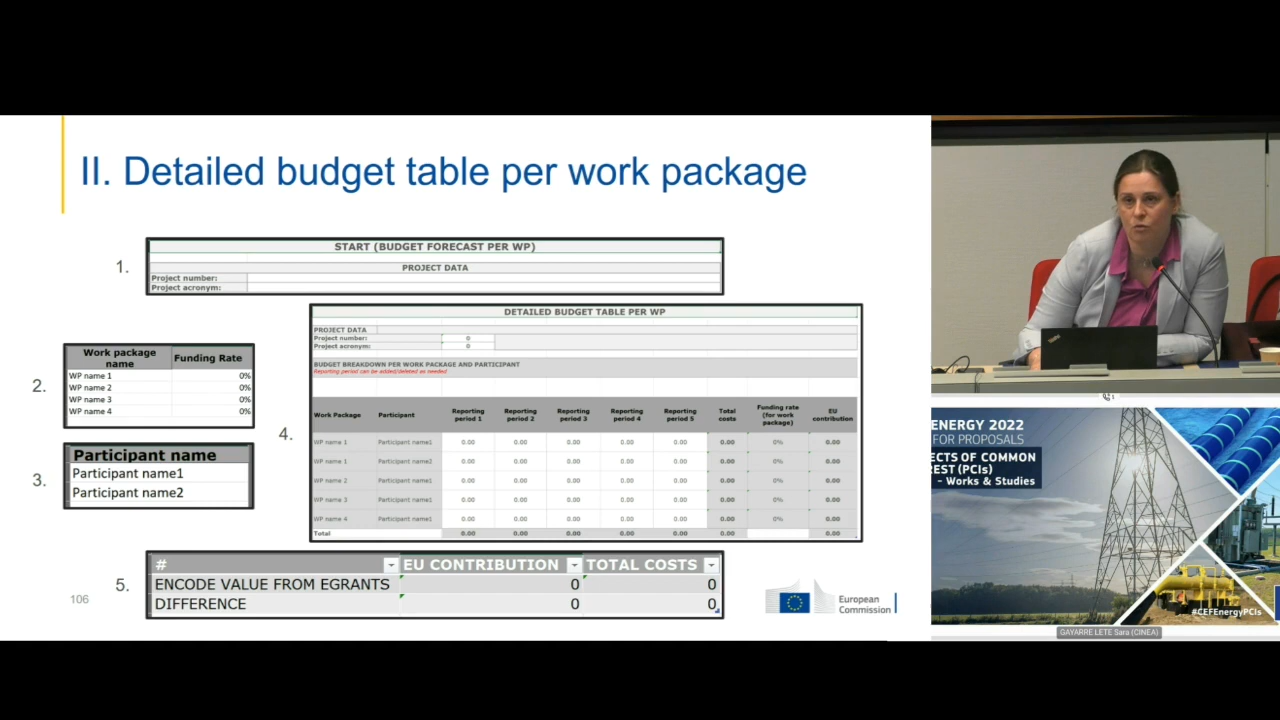 II. Detailed budget table per work package
1.
START (BUDGET FORECAST PER WP)
PROJECT DATA
Project number:
Project acronym:
2.
Work package name Funding Rate
WP name 1 0%
WP name 2 0%
WP name 3 0%
WP name 4 0%
3.
Participant name
Participant name1
Participant name2
4.
DETAILED BUDGET TABLE PER WP
PROJECT DATA
Project number: 0
Project acronym: 0
BUDGET BREAKDOWN PER WORK PACKAGE AND PARTICIPANT
Reporting period can be added/deleted as needed
Work Package Participant Reporting period 1 Reporting period 2 Reporting period 3 Reporting period 4 Reporting period 5 Total costs Funding rate (for work package) EU contribution
WP name 1 Participant name1 0.00 0.00 0.00 0.00 0.00 0.00 0% 0.00
WP name 1 Participant name2 0.00 0.00 0.00 0.00 0.00 0.00 0% 0.00
WP name 2 Participant name1 0.00 0.00 0.00 0.00 0.00 0.00 0% 0.00
WP name 3 Participant name1 0.00 0.00 0.00 0.00 0.00 0.00 0% 0.00
WP name 4 Participant name1 0.00 0.00 0.00 0.00 0.00 0.00 0% 0.00
Total 0.00 0.00 0.00 0.00 0.00 0.00 0.00
5.
# EU CONTRIBUTION TOTAL COSTS
ENCODE VALUE FROM EGRANTS 0 0
DIFFERENCE 0 0
106
European
Commission
ENERGY 2022
FOR PROPOSALS
ECTS OF COMMON
REST (PCIs)
- Works & Studies
#CEFEnergyPCIs
GAYARRE LETE Sara (CINEA)